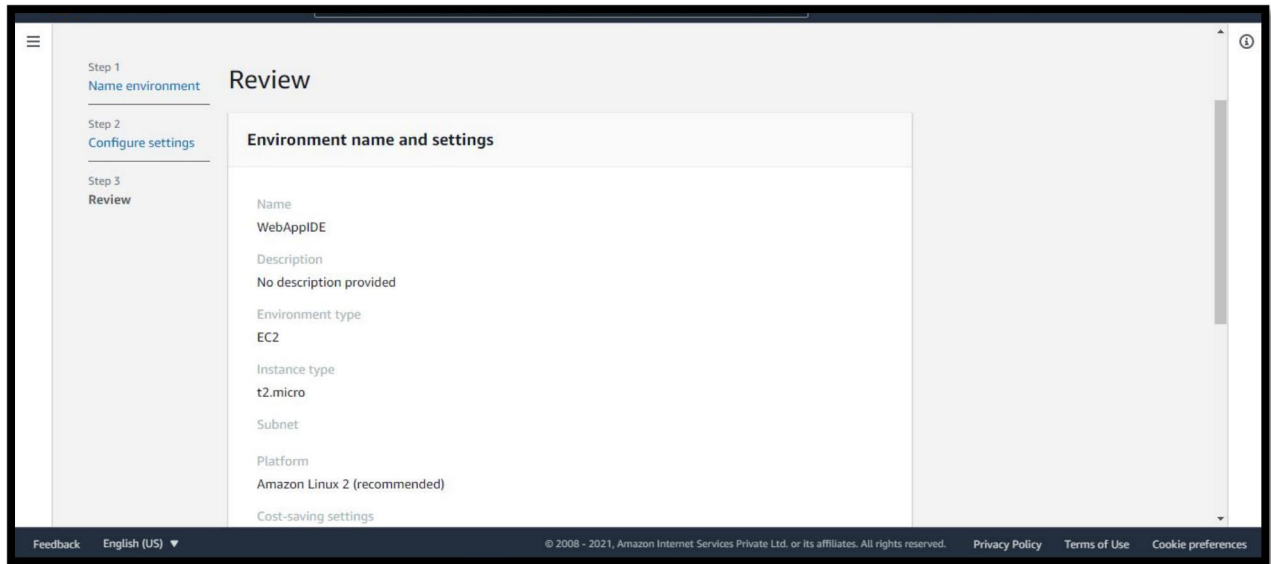 Step 1
Name environment
Step 2
Configure settings
Step 3
Review
Review
Environment name and settings
Name
WebAppIDE
Description
No description provided
Environment type
EC2
Instance type
t2.micro
Subnet
Platform
Amazon Linux 2 (recommended)
Cost-saving settings
Feedback English (US) ▼ © 2008 - 2021, Amazon Internet Services Private Ltd. or its affiliates. All rights reserved. Privacy Policy Terms of Use Cookie preferences